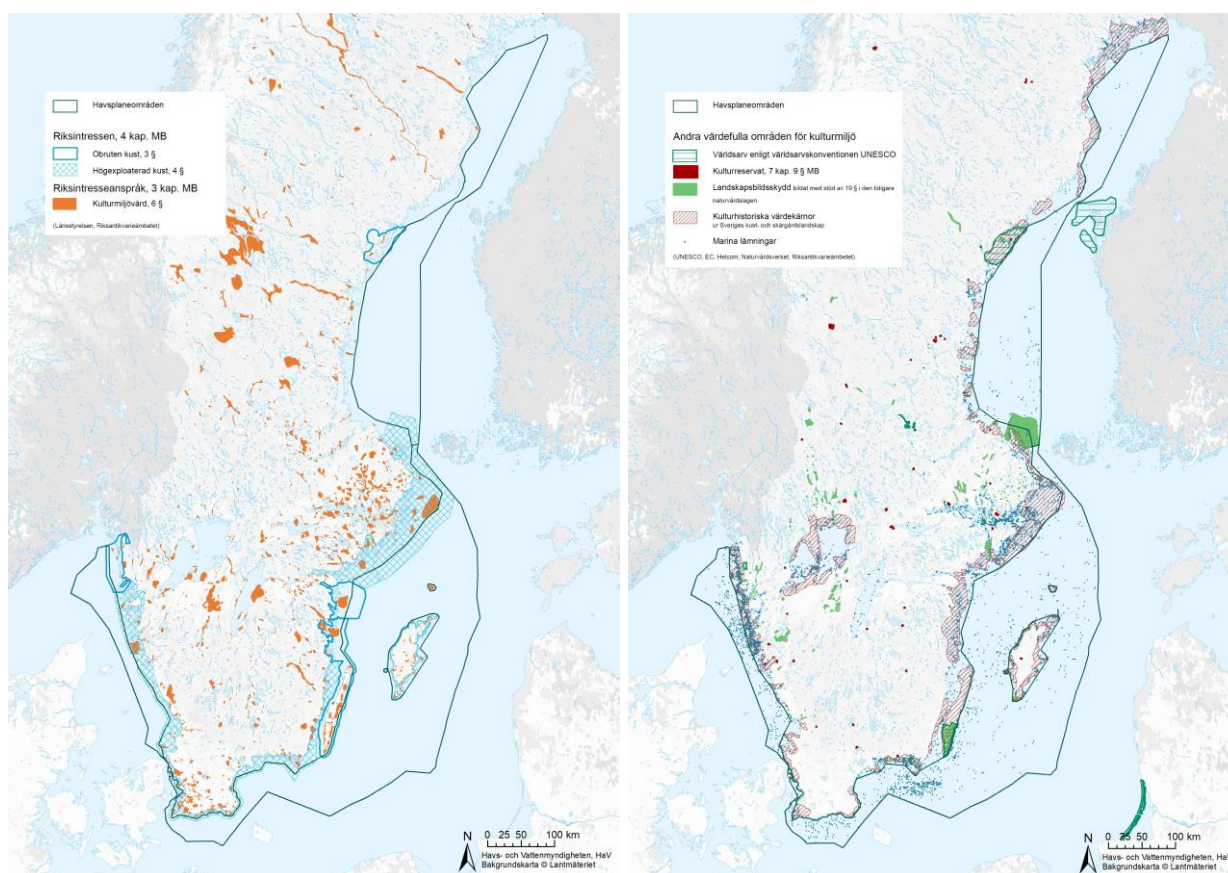 Havsplaneområden
Riksintressen, 4 kap. MB
Obruten kust, 3 §
Högexploaterad kust, 4 §
Riksintresseanspråk, 3 kap. MB
Kulturmiljövård, 6 §
(Länsstyrelsen, Riksantikvarieämbetet)
N
0 25 50 100 km
Havs- och Vattenmyndigheten, HaV
Bakgrundskarta © Lantmäteriet
Havsplaneområden
Andra värdefulla områden för kulturmiljö
Världsarv enligt världsarvskonventionen UNESCO
Kulturreservat, 7 kap. 9 § MB
Landskapsbildsskydd bildat med stöd av 19 § i den tidigare
naturvårdslagen
Kulturhistoriska värdekärnor
ur Sveriges kust- och skärgårdslandskap
Marina lämningar
(UNESCO, EC, Helcom, Naturvårdsverket, Riksantikvarieämbetet)
N
0 25 50 100 km
Havs- och Vattenmyndigheten, Ha
Bakgrundskarta © Lantmäteriet